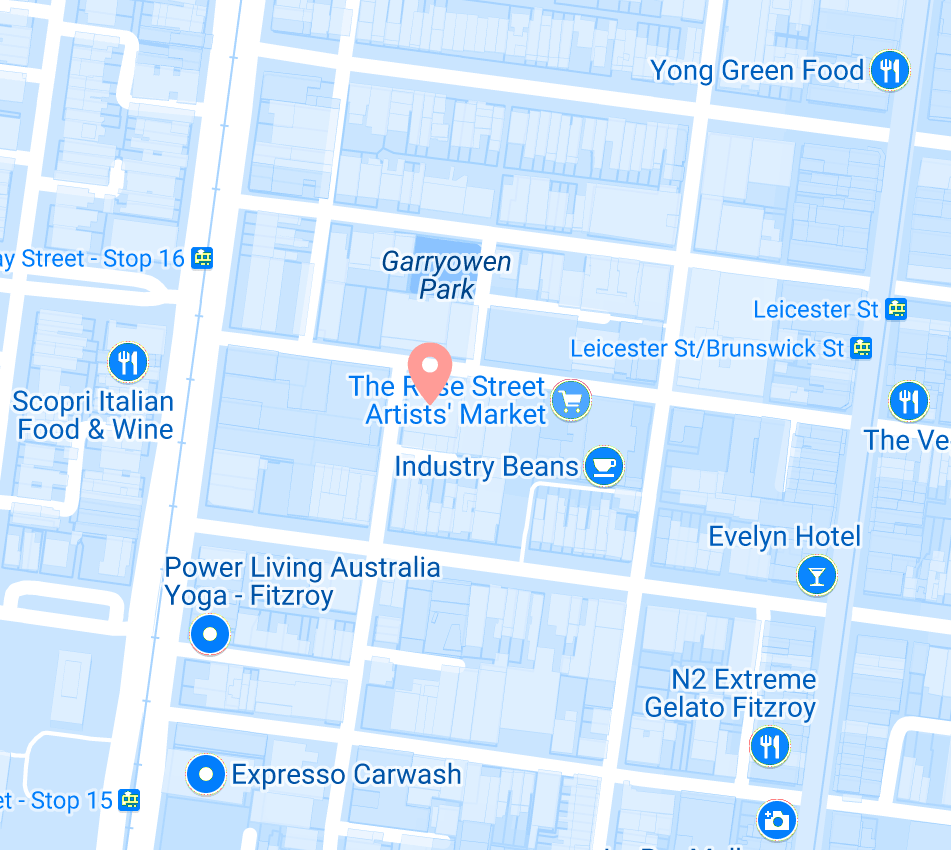 Yong Green Food
Garryowen
Park
ay Street - Stop 16
Leicester St
Leicester St/Brunswick St
The Rose Street
Artists' Market
Scopri Italian
Food & Wine
The Ve
Industry Beans
Evelyn Hotel
Power Living Australia
Yoga - Fitzroy
N2 Extreme
Gelato Fitzroy
Expresso Carwash
et - Stop 15